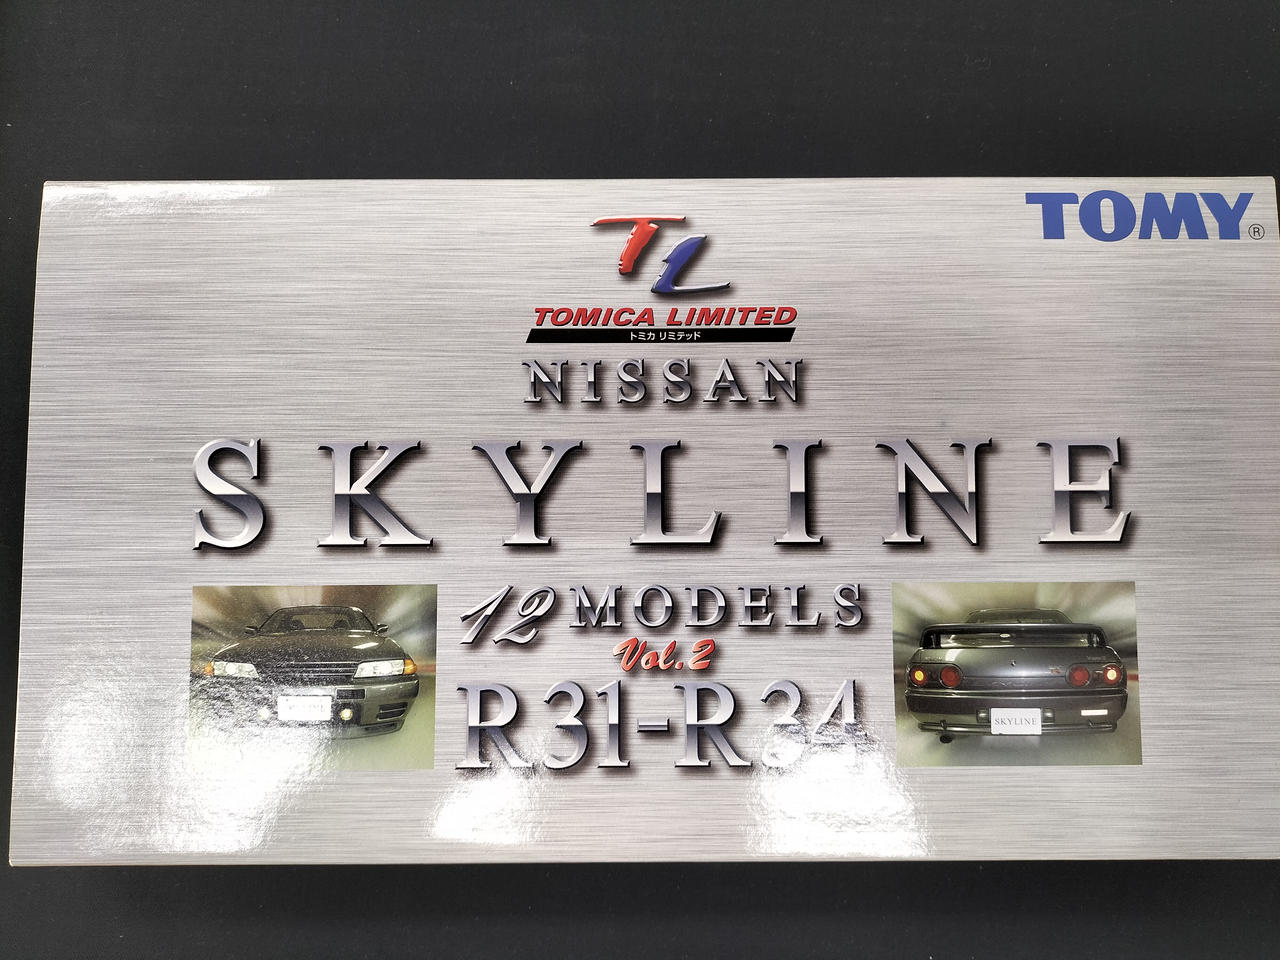 TOMY®
TL
TOMICA LIMITED
トミカ リミテッド
NISSAN
SKYLINE
12 MODELS
Vol.2
R31-R34
SKYLINE